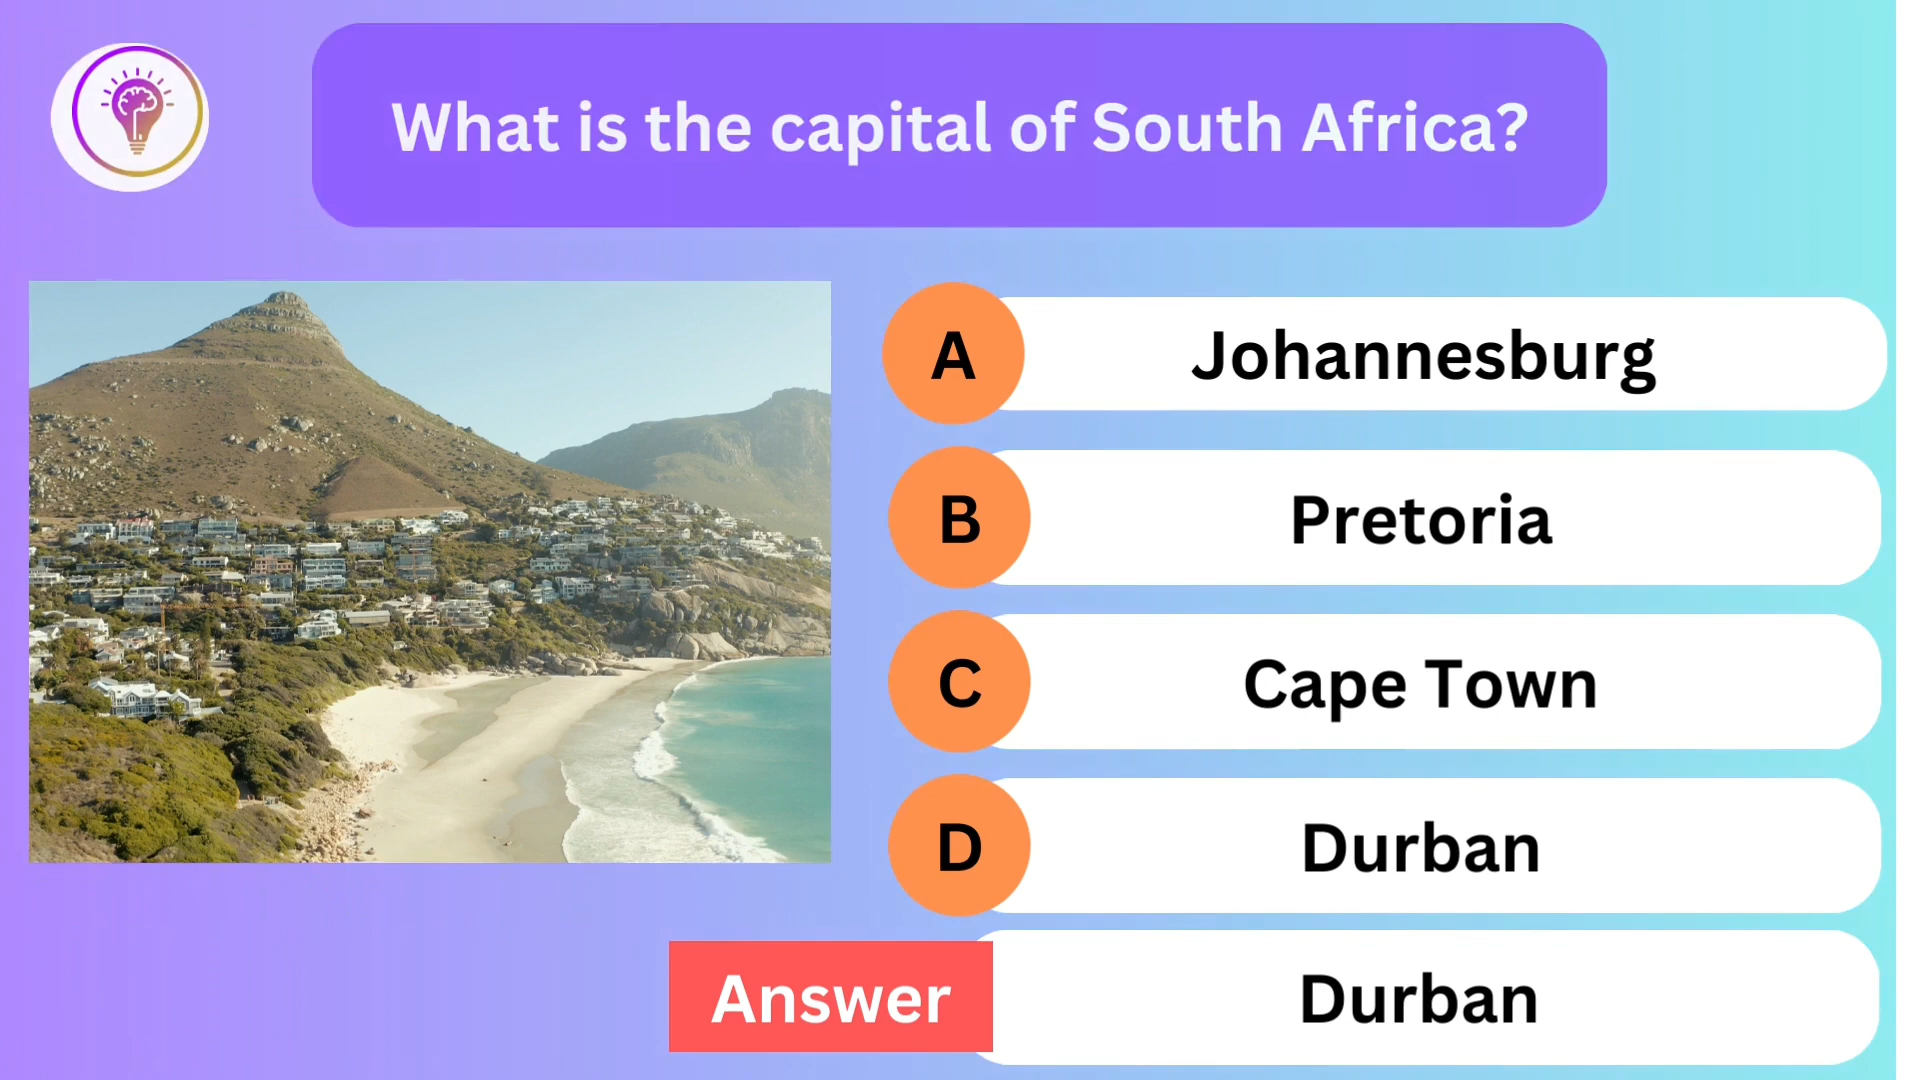 What is the capital of South Africa?
A
Johannesburg
B
Pretoria
C
Cape Town
D
Durban
Answer
Durban